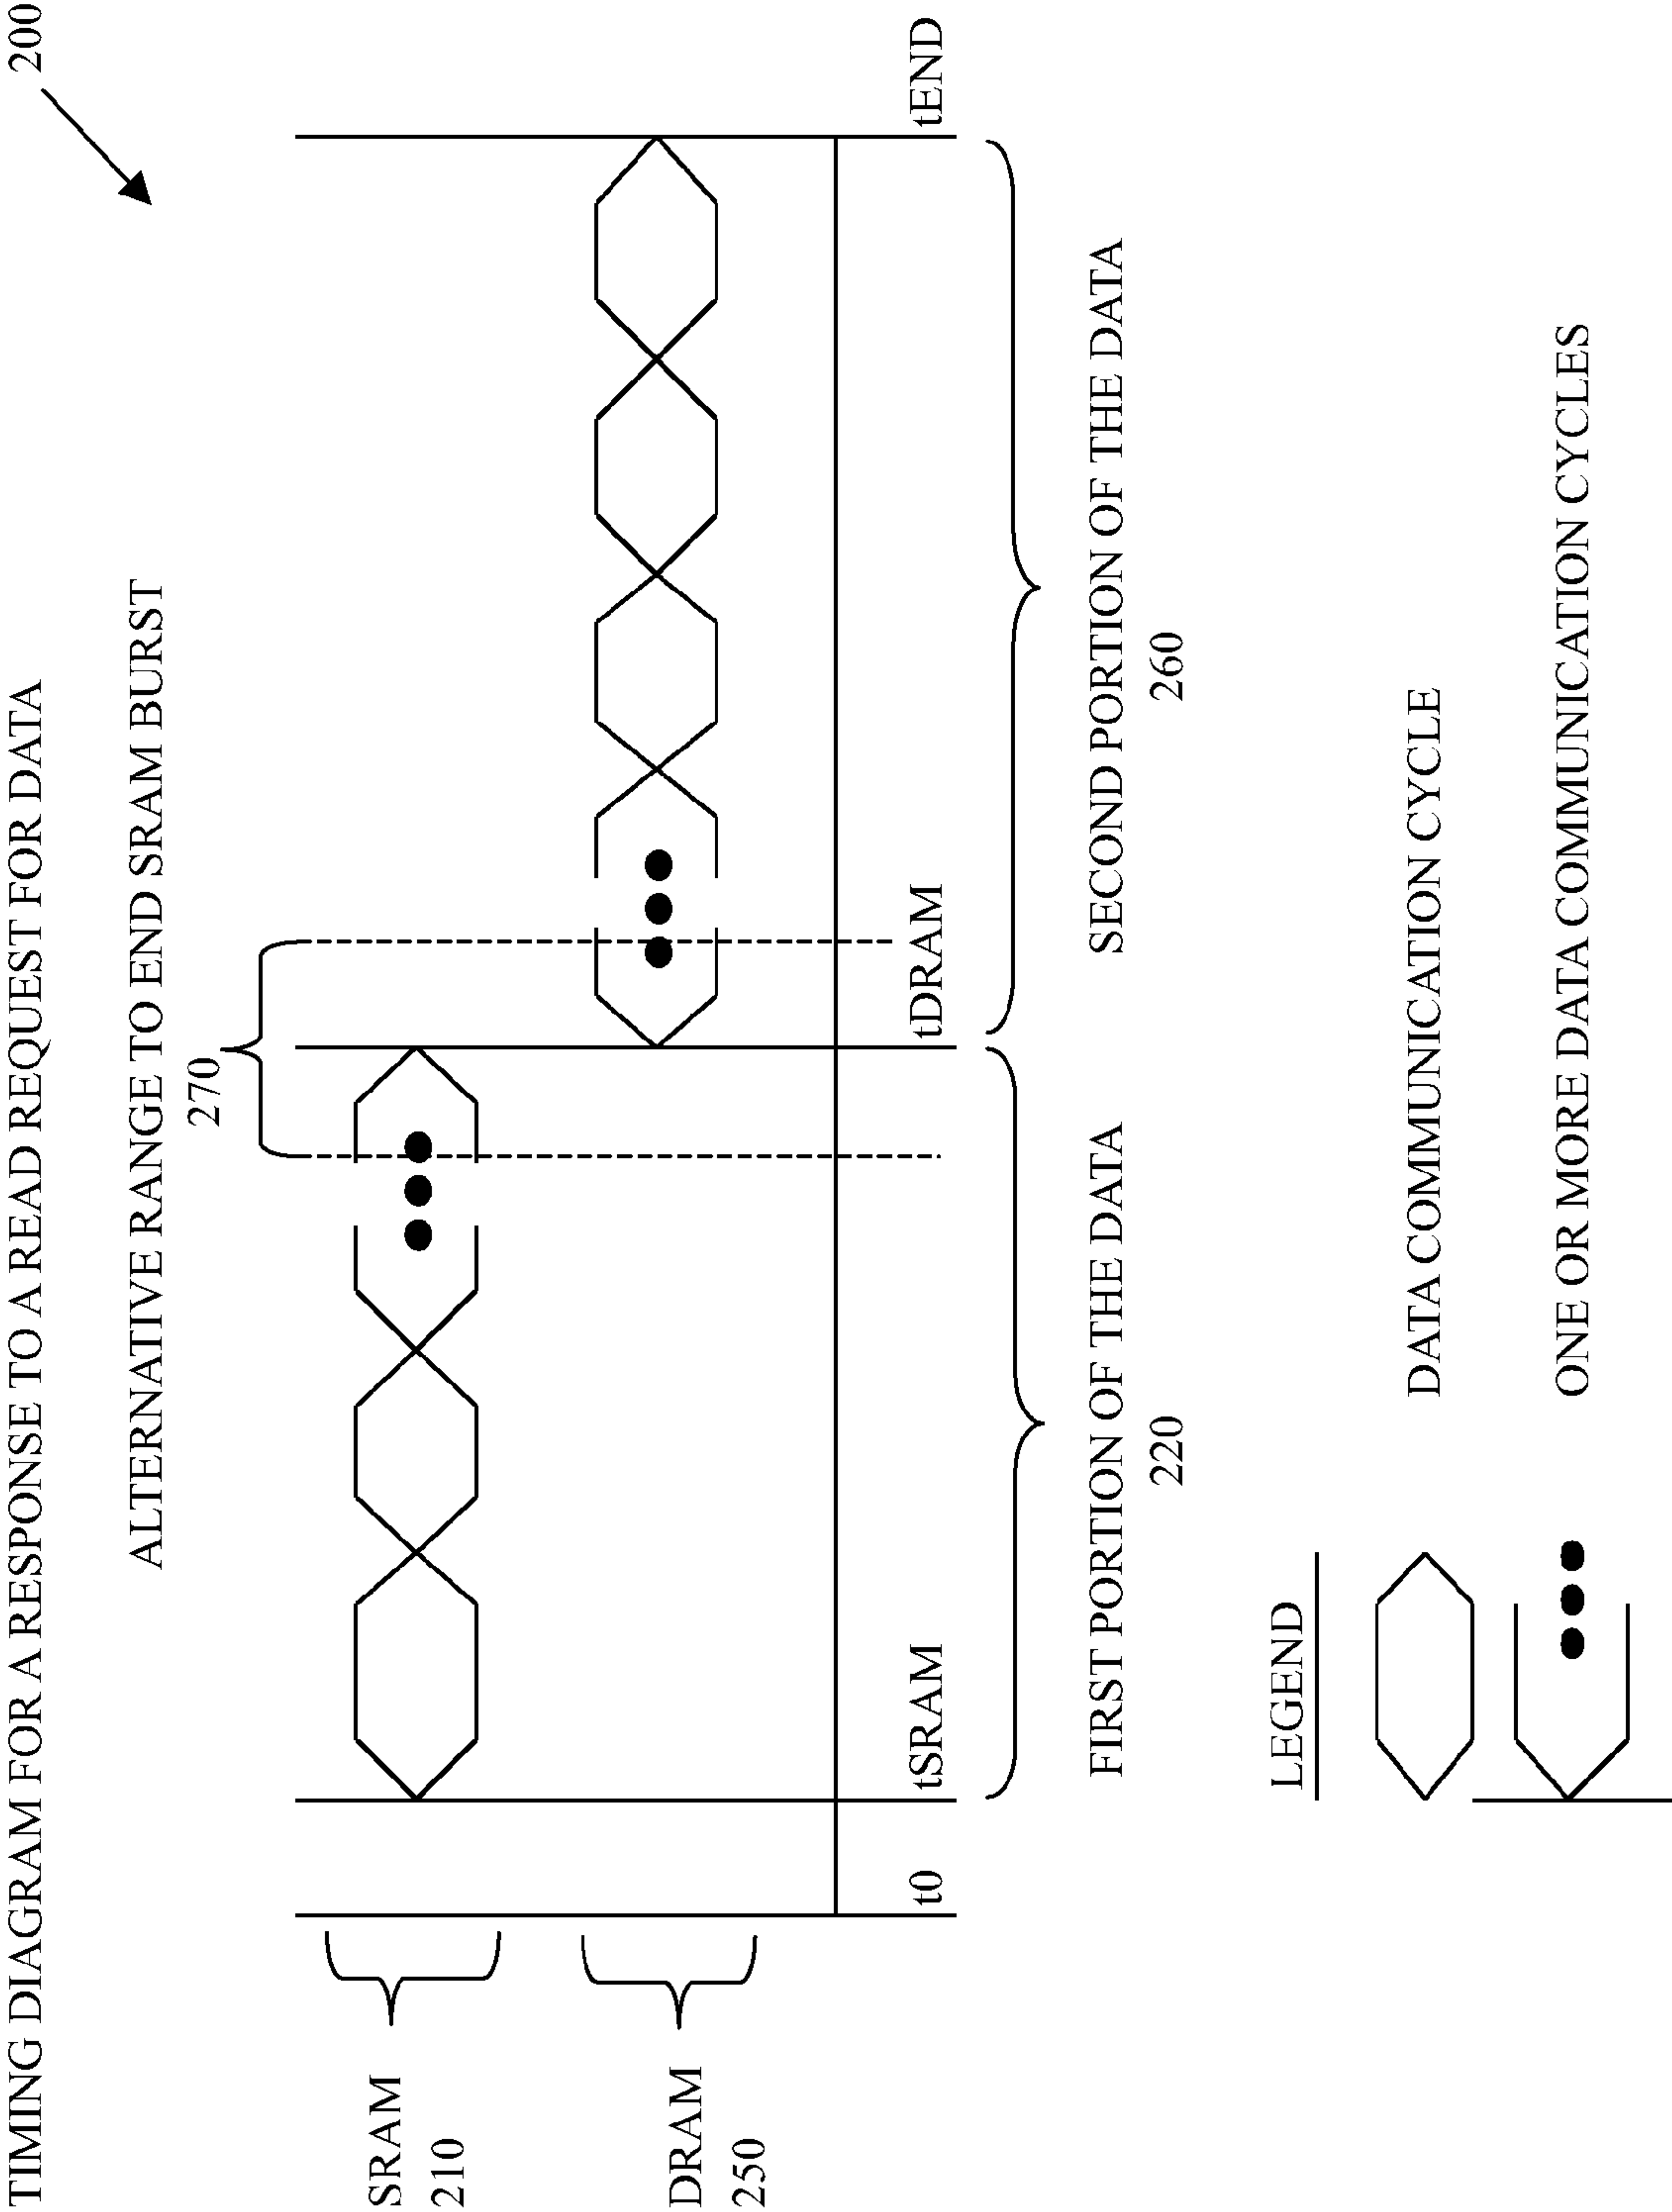 TIMING DIAGRAM FOR A RESPONSE TO A READ REQUEST FOR DATA
200
ALTERNATIVE RANGE TO END SRAM BURST
270
SRAM
210
DRAM
250
t0
tSRAM
tDRAM
tEND
FIRST PORTION OF THE DATA
220
SECOND PORTION OF THE DATA
260
LEGEND
DATA COMMUNICATION CYCLE
ONE OR MORE DATA COMMUNICATION CYCLES